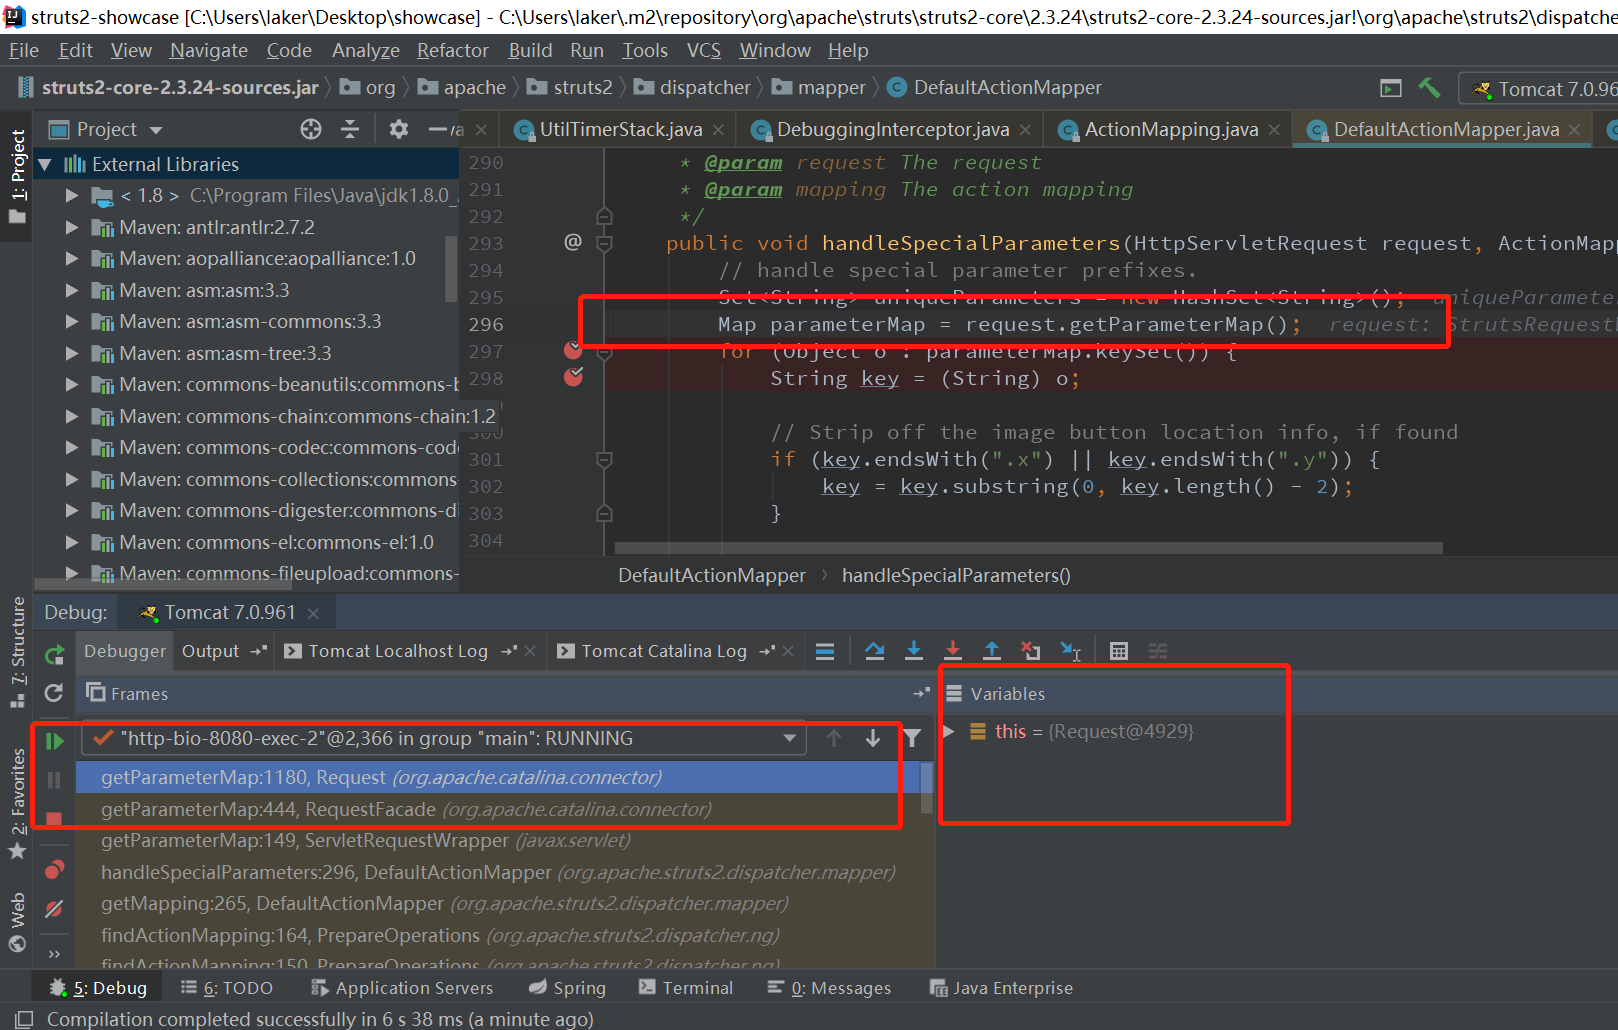 struts2-showcase [C:\Users\laker\Desktop\showcase] - C:\Users\laker\.m2\repository\org\apache\struts\struts2-core\2.3.24\struts2-core-2.3.24-sources.jar!\org\apache\struts2\dispatche
File Edit View Navigate Code Analyze Refactor Build Run Tools VCS Window Help
struts2-core-2.3.24-sources.jar org apache struts2 dispatcher mapper DefaultActionMapper Tomcat 7.0.96
1: Project
Project
UtilTimerStack.java DebuggingInterceptor.java ActionMapping.java DefaultActionMapper.java
External Libraries
< 1.8 > C:\Program Files\Java\jdk1.8.0_
Maven: antlr:antlr:2.7.2
Maven: aopalliance:aopalliance:1.0
Maven: asm:asm:3.3
Maven: asm:asm-commons:3.3
Maven: asm:asm-tree:3.3
Maven: commons-beanutils:commons-b
Maven: commons-chain:commons-chain:1.2
Maven: commons-codec:commons-cod
Maven: commons-collections:commons-
Maven: commons-digester:commons-di
Maven: commons-el:commons-el:1.0
Maven: commons-fileupload:commons-
290 * @param request The request
291 * @param mapping The action mapping
292 */
293 @ public void handleSpecialParameters(HttpServletRequest request, ActionMapp
294 // handle special parameter prefixes.
295 Set<String> uniqueParameters = new HashSet<String>(); uniqueParameter
296 Map parameterMap = request.getParameterMap(); request: StrutsRequest
297 for (Object o : parameterMap.keySet()) {
298 String key = (String) o;
300 // Strip off the image button location info, if found
301 if (key.endsWith(".x") || key.endsWith(".y")) {
302 key = key.substring(0, key.length() - 2);
303 }
304
DefaultActionMapper handleSpecialParameters()
7: Structure
2: Favorites
Web
Debug: Tomcat 7.0.961
Debugger Output Tomcat Localhost Log Tomcat Catalina Log
Frames
"http-bio-8080-exec-2"@2,366 in group "main": RUNNING
getParameterMap:1180, Request (org.apache.catalina.connector)
getParameterMap:444, RequestFacade (org.apache.catalina.connector)
getParameterMap:149, ServletRequestWrapper (javax.servlet)
handleSpecialParameters:296, DefaultActionMapper (org.apache.struts2.dispatcher.mapper)
getMapping:265, DefaultActionMapper (org.apache.struts2.dispatcher.mapper)
findActionMapping:164, PrepareOperations (org.apache.struts2.dispatcher.ng)
findActionMapping:150, PrepareOperations (org.apache.struts2.dispatcher.ng)
Variables
this = {Request@4929}
5: Debug 6: TODO Application Servers Spring Terminal 0: Messages Java Enterprise
Compilation completed successfully in 6 s 38 ms (a minute ago)